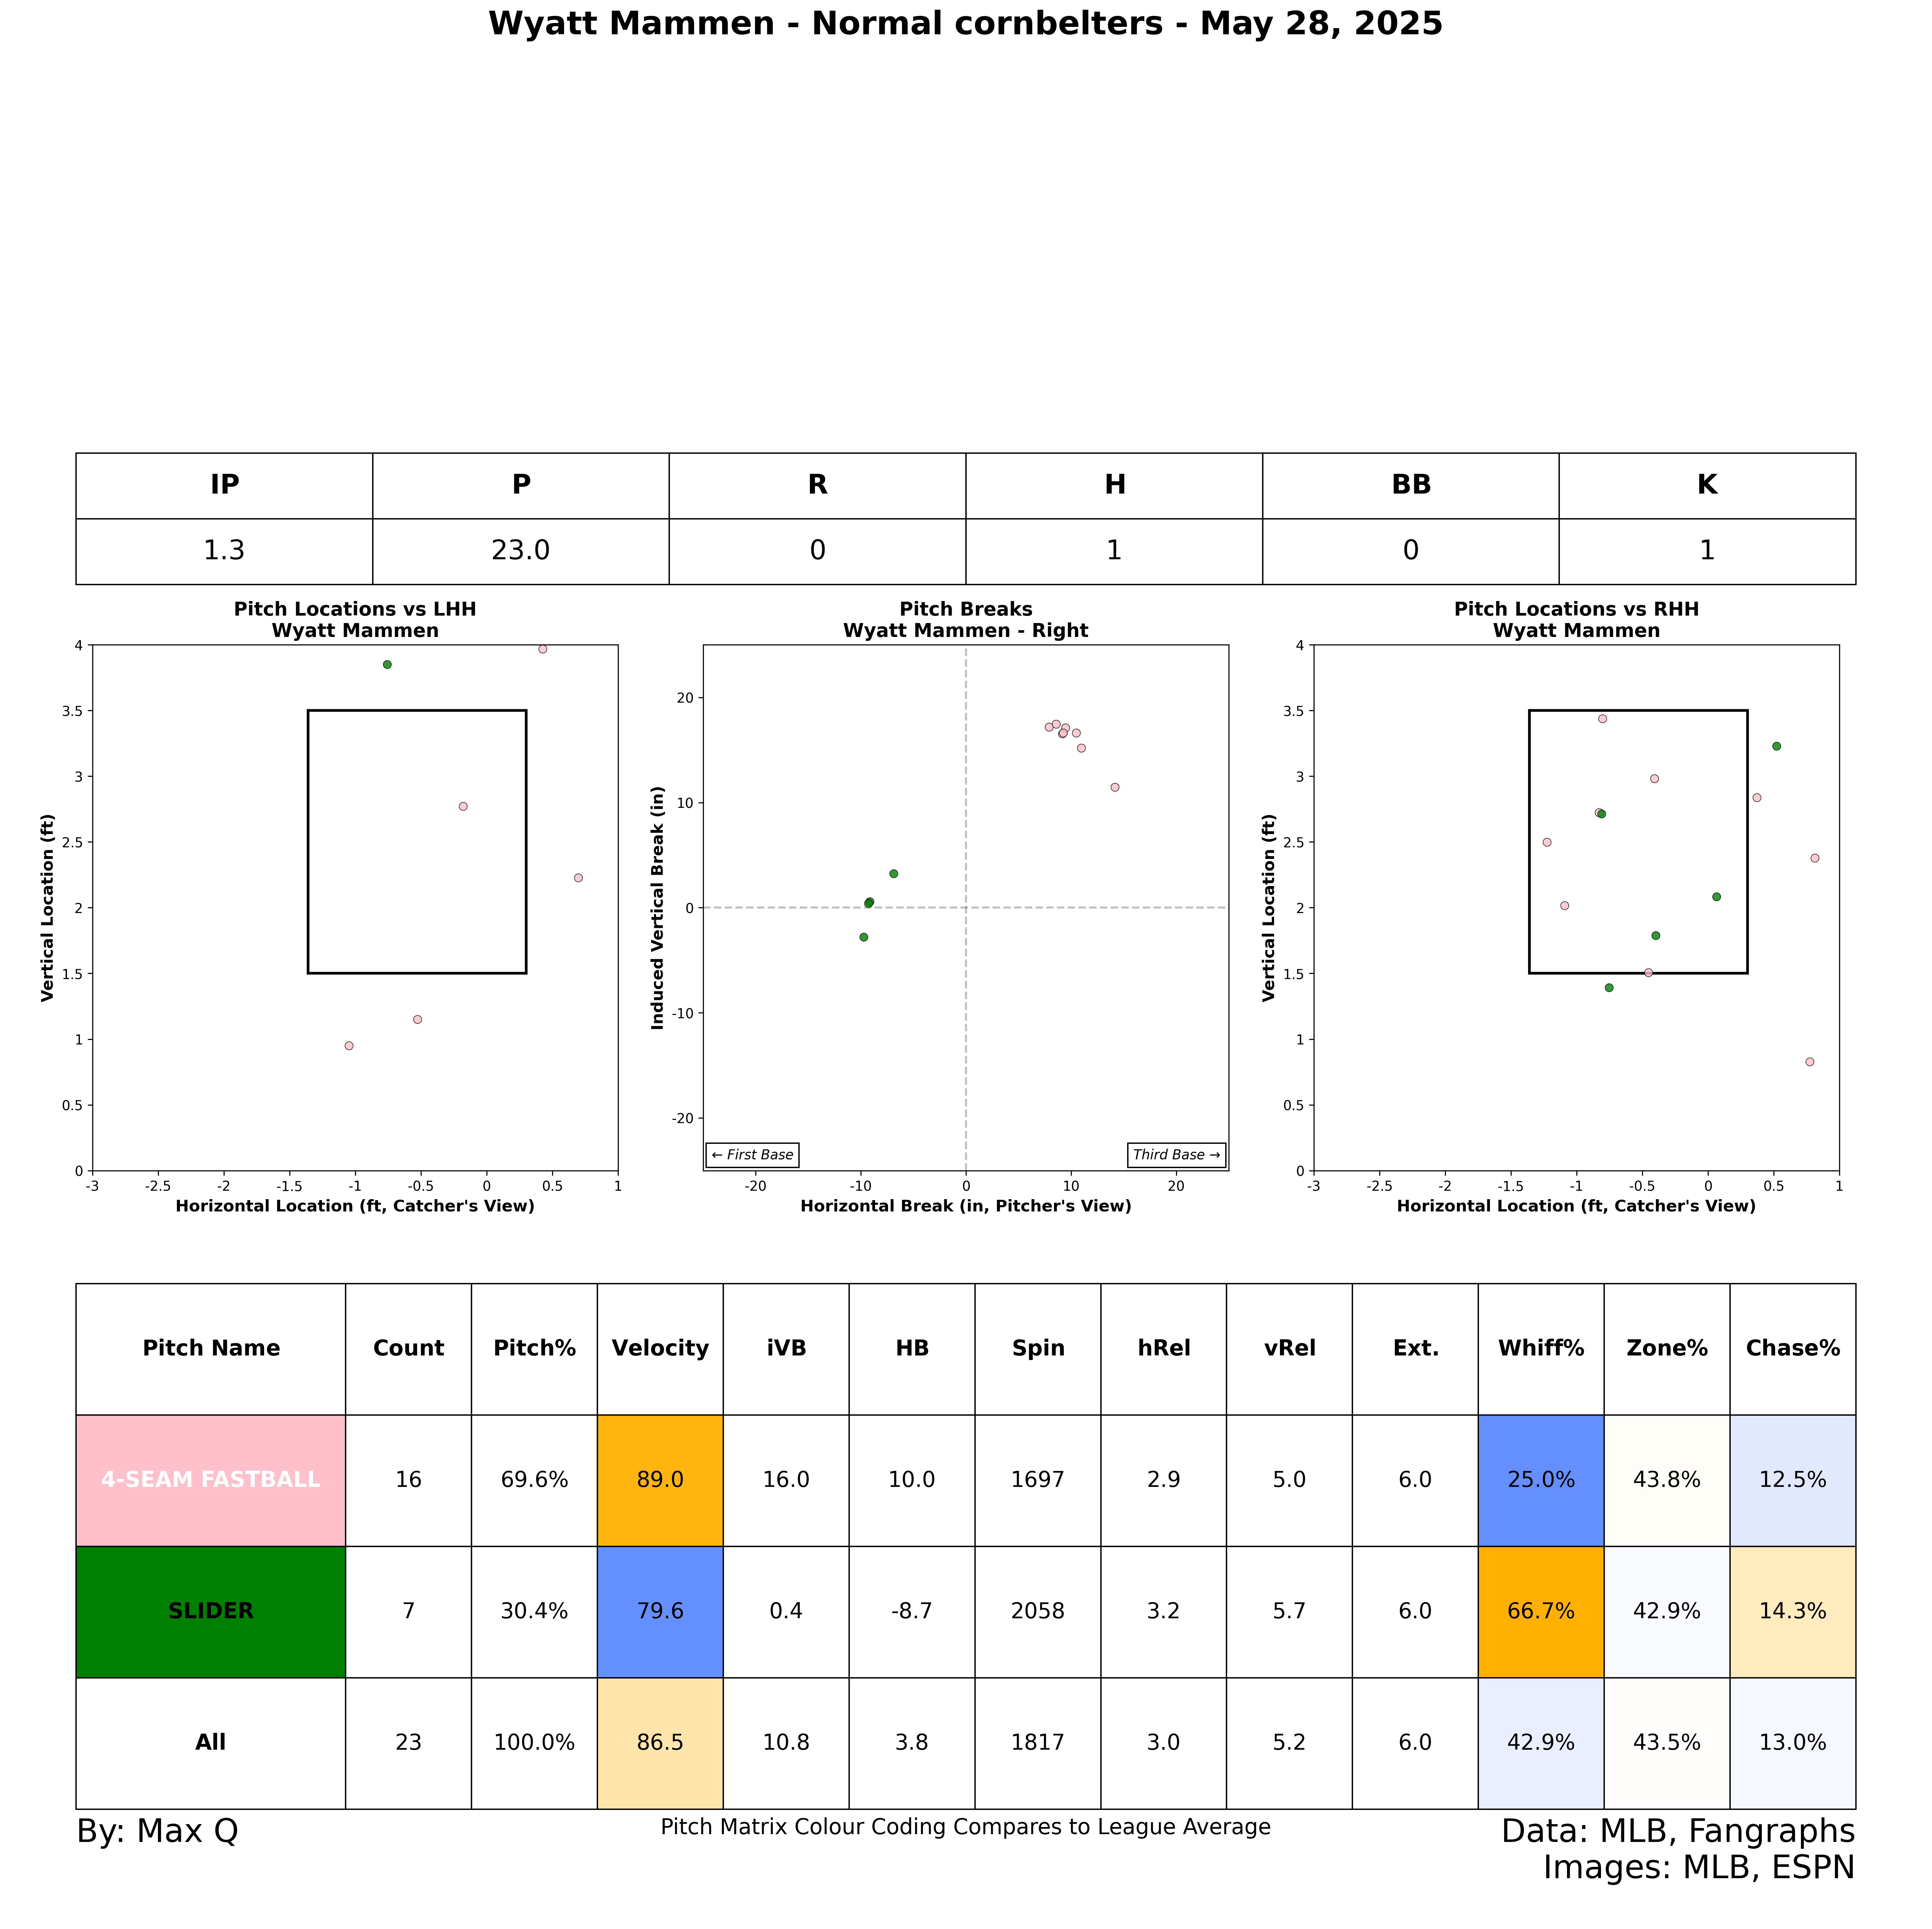 Wyatt Mammen - Normal cornbelters - May 28, 2025
IP P R H BB K
1.3 23.0 0 1 0 1
Pitch Locations vs LHH
Wyatt Mammen
4
3.5
3
2.5
2
1.5
1
0.5
0
-3 -2.5 -2 -1.5 -1 -0.5 0 0.5 1
Vertical Location (ft)
Horizontal Location (ft, Catcher's View)
Pitch Breaks
Wyatt Mammen - Right
20
10
0
-10
-20
← First Base Third Base →
-20 -10 0 10 20
Induced Vertical Break (in)
Horizontal Break (in, Pitcher's View)
Pitch Locations vs RHH
Wyatt Mammen
4
3.5
3
2.5
2
1.5
1
0.5
0
-3 -2.5 -2 -1.5 -1 -0.5 0 0.5 1
Vertical Location (ft)
Horizontal Location (ft, Catcher's View)
Pitch Name Count Pitch% Velocity iVB HB Spin hRel vRel Ext. Whiff% Zone% Chase%
4-SEAM FASTBALL 16 69.6% 89.0 16.0 10.0 1697 2.9 5.0 6.0 25.0% 43.8% 12.5%
SLIDER 7 30.4% 79.6 0.4 -8.7 2058 3.2 5.7 6.0 66.7% 42.9% 14.3%
All 23 100.0% 86.5 10.8 3.8 1817 3.0 5.2 6.0 42.9% 43.5% 13.0%
By: Max Q
Pitch Matrix Colour Coding Compares to League Average
Data: MLB, Fangraphs
Images: MLB, ESPN